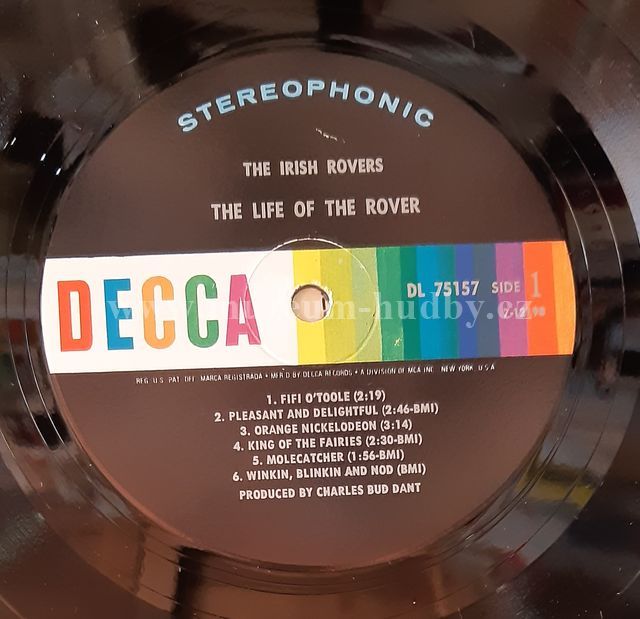 STEREOPHONIC
THE IRISH ROVERS
THE LIFE OF THE ROVER
DECCA
DL 75157 SIDE 1
www.museum-hudby.cz
REG. U.S. PAT. OFF. MARCA REGISTRADA • MFR'D BY DECCA RECORDS • A DIVISION OF MCA INC. NEW YORK U.S.A.
1. FIFI O'TOOLE (2:19)
2. PLEASANT AND DELIGHTFUL (2:46-BMI)
3. ORANGE NICKELODEON (3:14)
4. KING OF THE FAIRIES (2:30-BMI)
5. MOLECATCHER (1:56-BMI)
6. WINKIN, BLINKIN AND NOD (BMI)
PRODUCED BY CHARLES BUD DANT